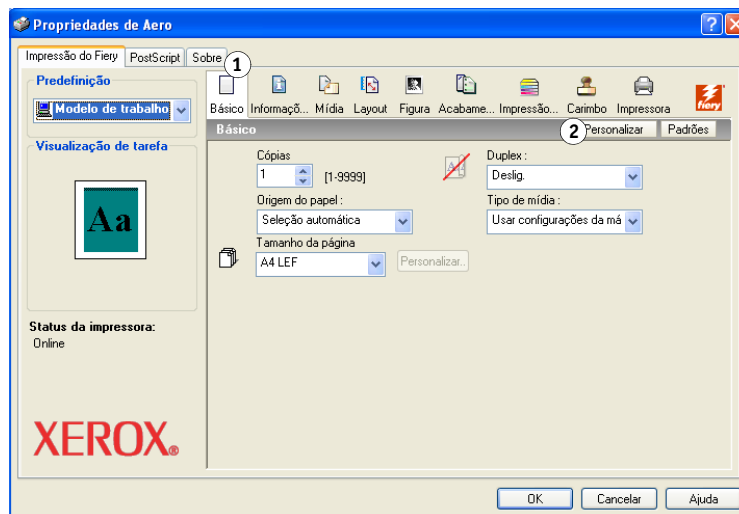 Propriedades de Aero
Impressão do Fiery PostScript Sobre
1
Predefinição
Modelo de trabalho
Básico Informaçõ... Mídia Layout Figura Acabame... Impressão... Carimbo Impressora
fiery
Básico
2
Personalizar Padrões
Visualização de tarefa
Aa
Cópias
1
[1-9999]
Duplex :
Deslig.
Origem do papel :
Seleção automática
Tipo de mídia :
Usar configurações da má
Tamanho da página
A4 LEF
Personalizar..
Status da impressora:
Online
XEROX®
OK Cancelar Ajuda